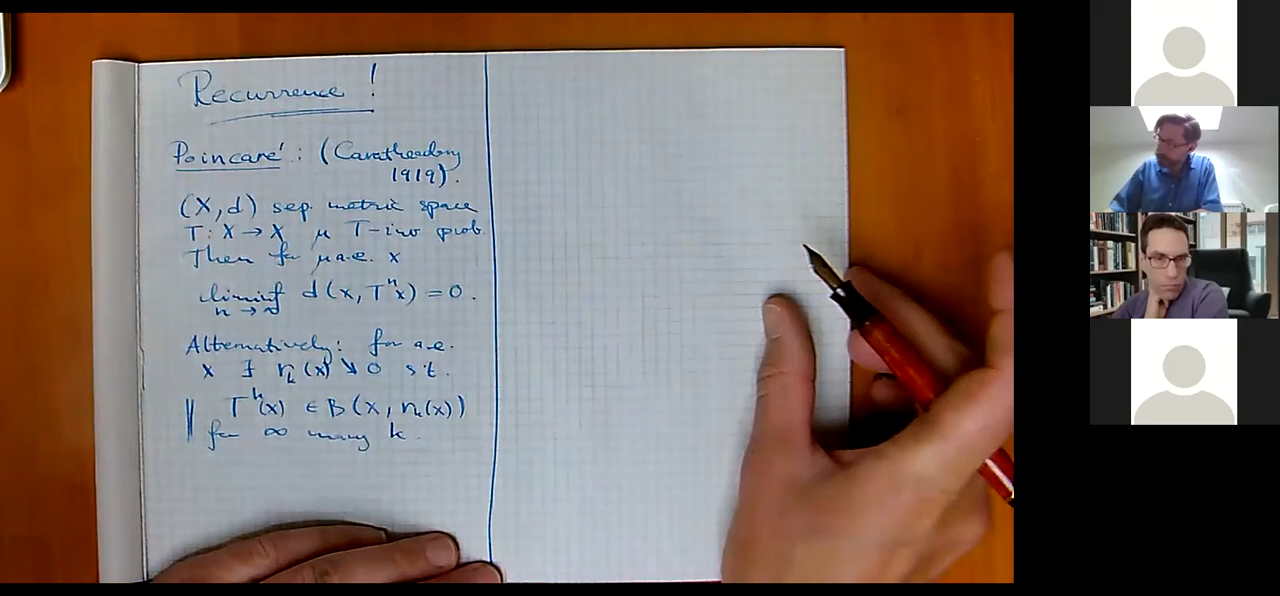 Recurrence!
Poincaré: (Caratheodory
1919).
(X,d) sep. metric space
T: X → X μ T-inv prob.
Then for μ a.e. x
liminf d(x, Tⁿx) = 0.
n → ∞
Alternatively: for a.e.
x ∃ rₖ(x) ↘ 0 s.t.
Tᵏ(x) ∈ B(x, rₖ(x))
for ∞ many k.